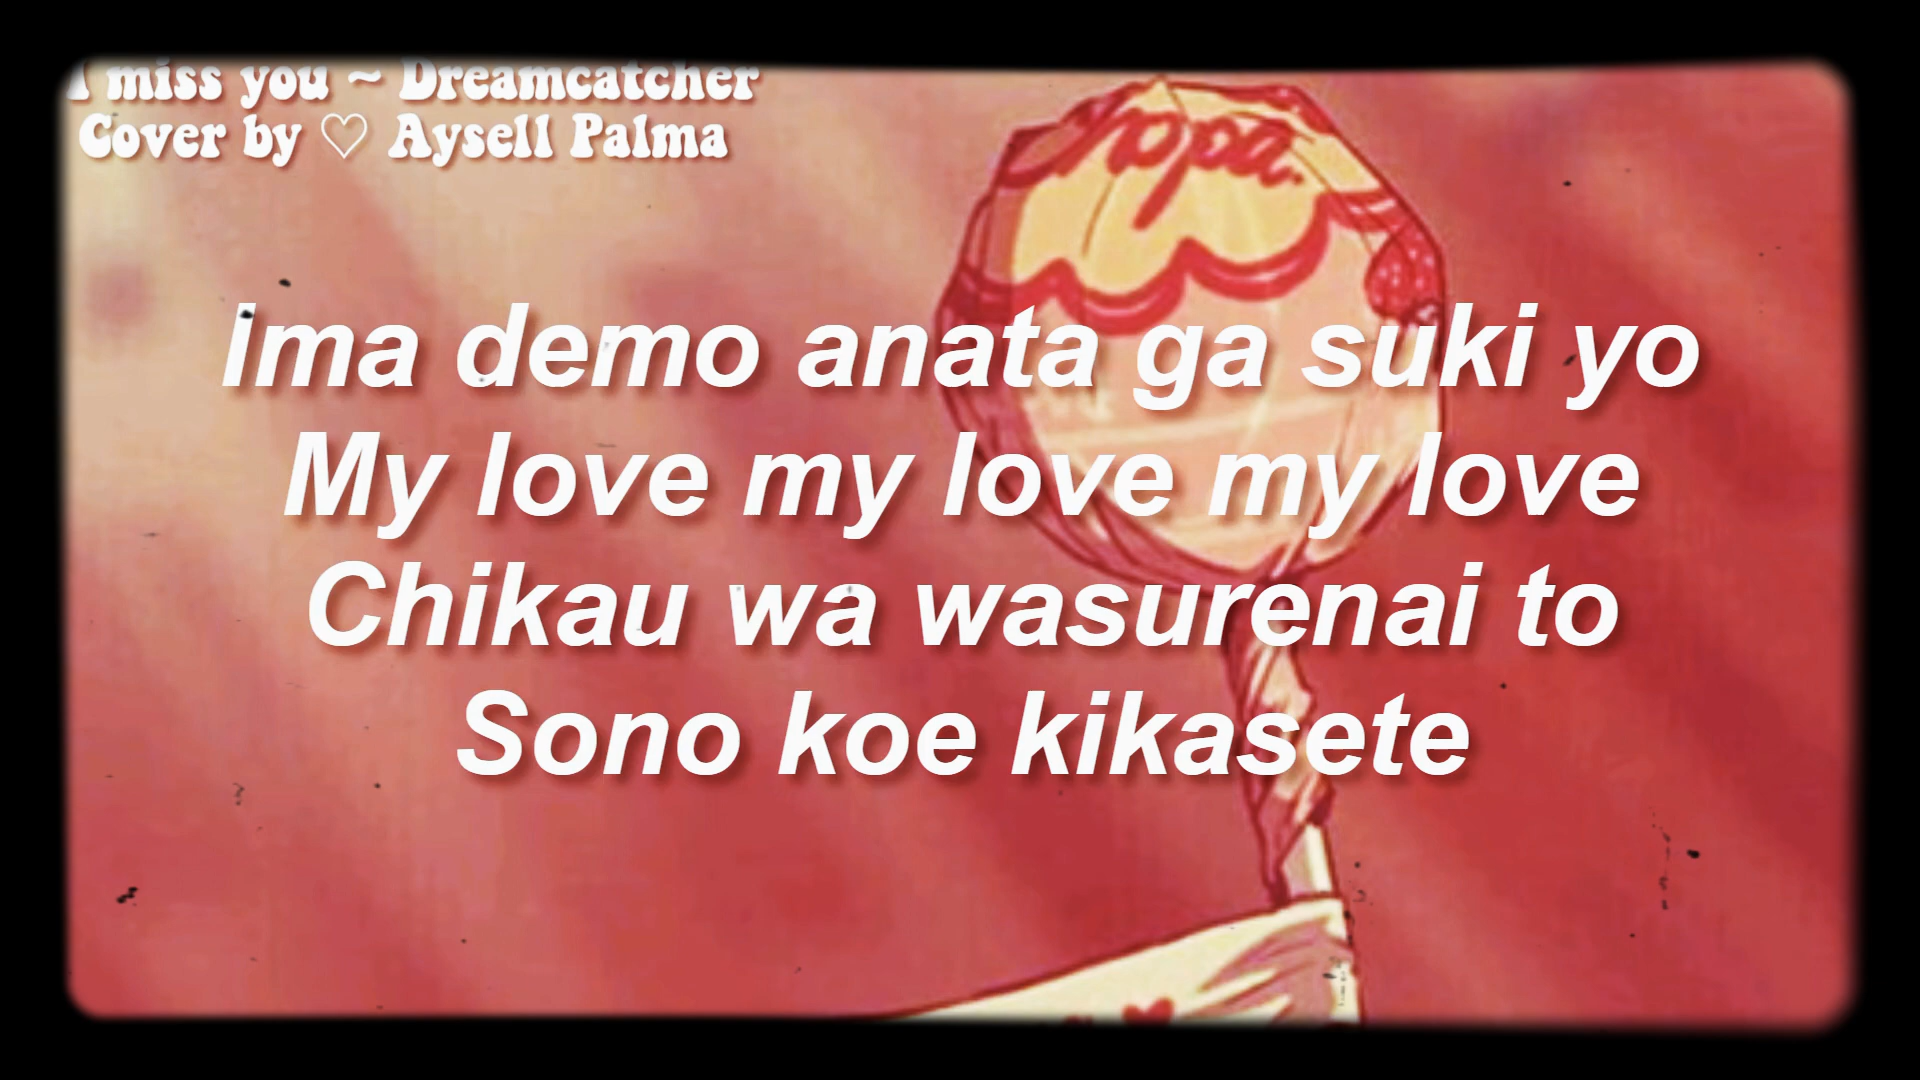 I miss you ~ Dreamcatcher
Cover by ♡ Aysell Palma
hopa.
Ima demo anata ga suki yo
My love my love my love
Chikau wa wasurenai to
Sono koe kikasete